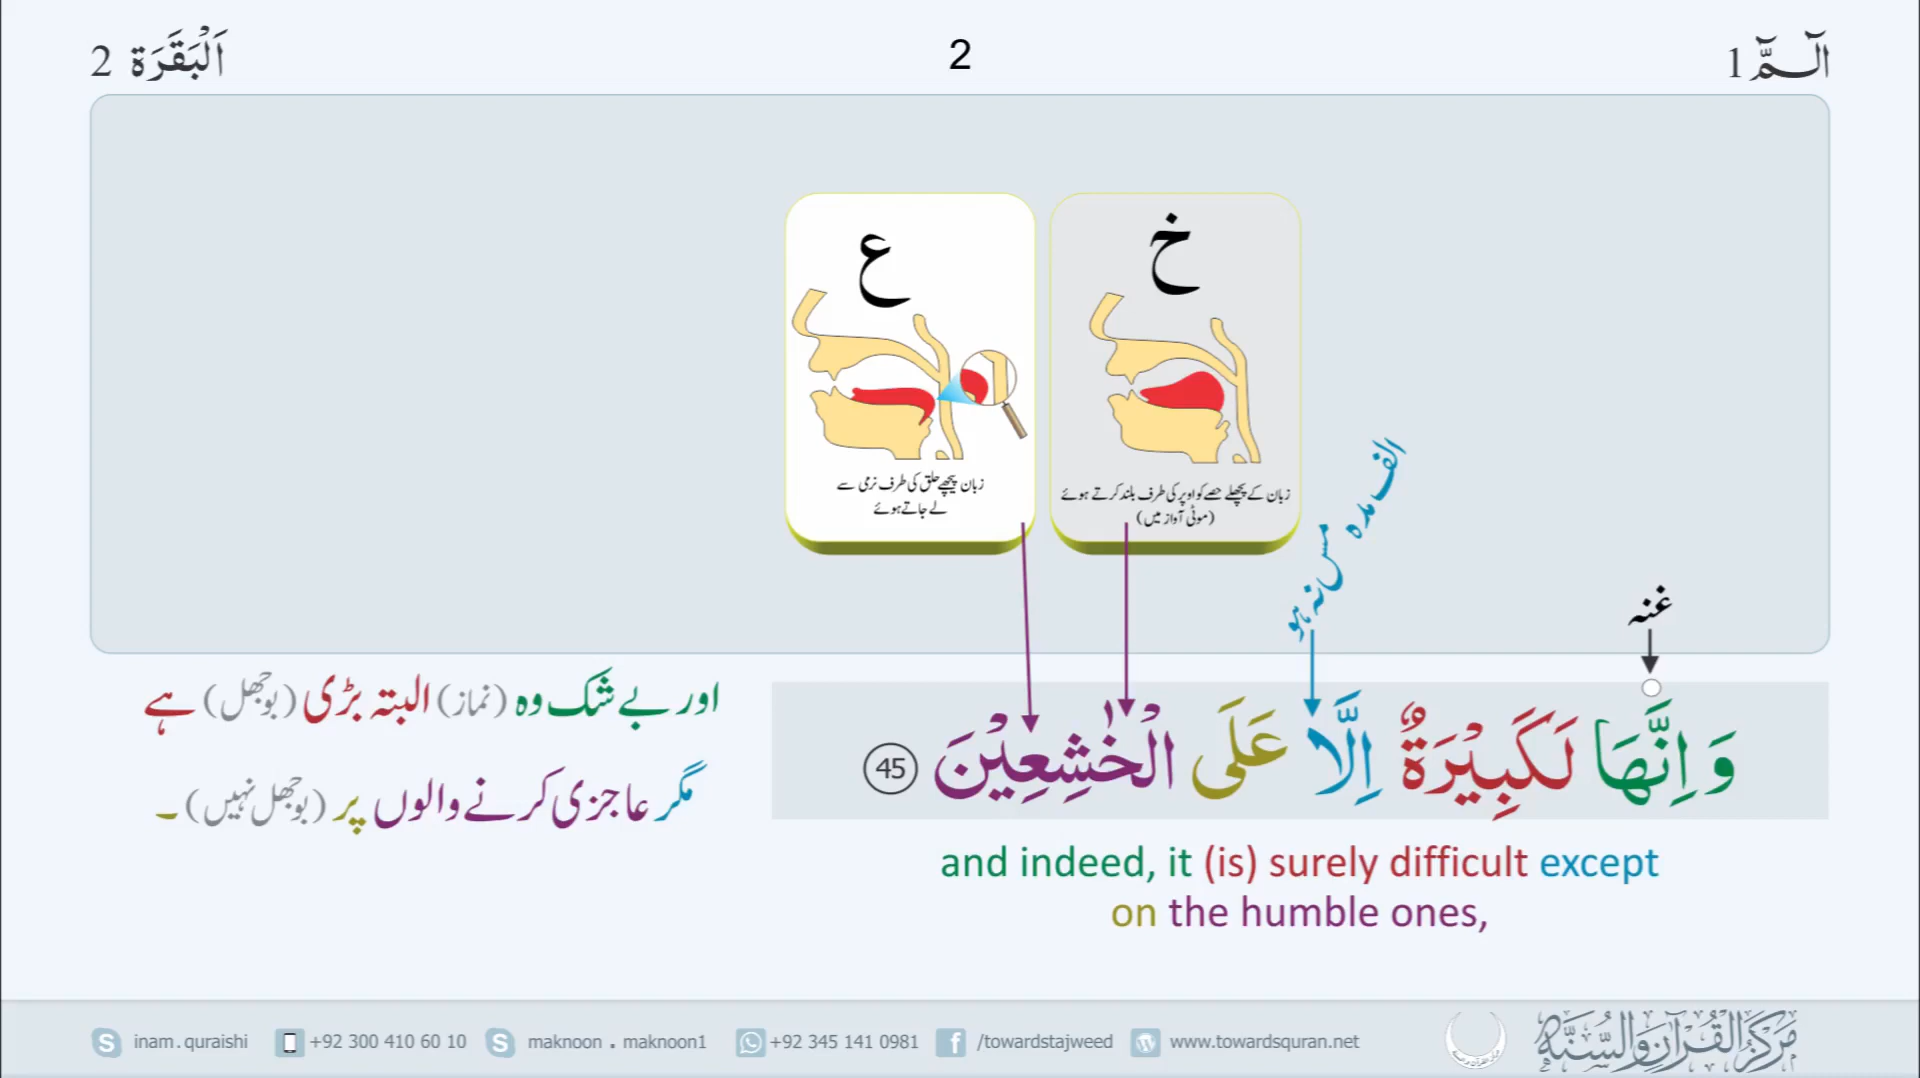 اَلْبَقَرَة 2
2
الٓمّٓ 1
ع
زبان پیچھے حلق کی طرف نرمی سے
لے جاتے ہوئے
خ
زبان کے پچھلے حصے کو اوپر کی طرف بلند کرتے ہوئے
(موٹی آواز میں)
الف مدہ مس نہ ہو
غنہ
وَ اِنَّهَا لَكَبِيْرَةٌ اِلَّا عَلَى الْخٰشِعِيْنَ 45
اور بے شک وہ (نماز) البتہ بڑی (بوجھل) ہے
مگر عاجزی کرنے والوں پر (بوجھل نہیں) ۔
and indeed, it (is) surely difficult except
on the humble ones,
inam.quraishi +92 300 410 60 10 maknoon . maknoon1 +92 345 141 0981 /towardstajweed www.towardsquran.net
مَركَزُ القُرآنِ وَالسُّنَّه